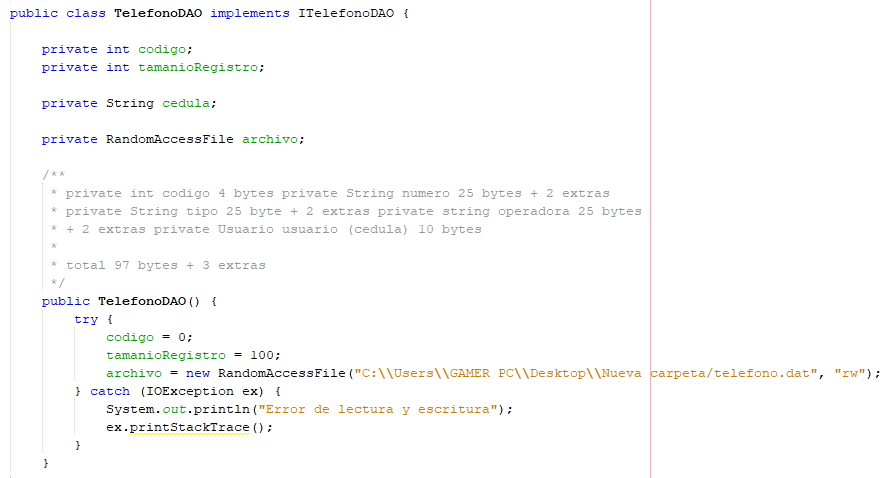 public class TelefonoDAO implements ITelefonoDAO {
private int codigo;
private int tamanioRegistro;
private String cedula;
private RandomAccessFile archivo;
/**
* private int codigo 4 bytes private String numero 25 bytes + 2 extras
* private String tipo 25 byte + 2 extras private string operadora 25 bytes
* + 2 extras private Usuario usuario (cedula) 10 bytes
*
* total 97 bytes + 3 extras
*/
public TelefonoDAO() {
try {
codigo = 0;
tamanioRegistro = 100;
archivo = new RandomAccessFile("C:\\Users\\GAMER PC\\Desktop\\Nueva carpeta/telefono.dat", "rw");
} catch (IOException ex) {
System.out.println("Error de lectura y escritura");
ex.printStackTrace();
}
}